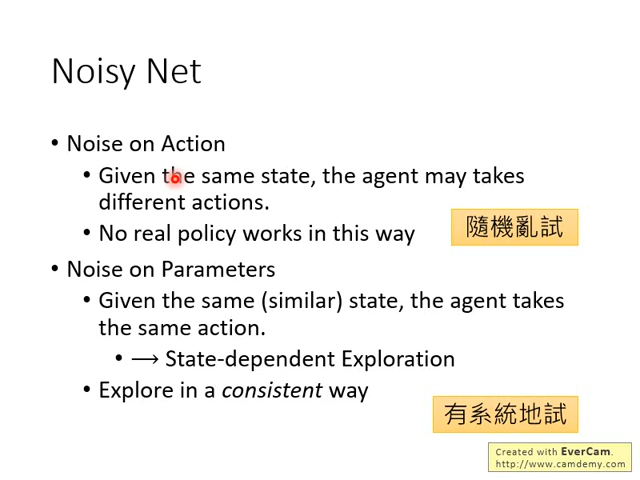 Noisy Net
• Noise on Action
• Given the same state, the agent may takes
different actions.
• No real policy works in this way
隨機亂試
• Noise on Parameters
• Given the same (similar) state, the agent takes
the same action.
• → State-dependent Exploration
• Explore in a consistent way
有系統地試
Created with EverCam.
http://www.camdemy.com